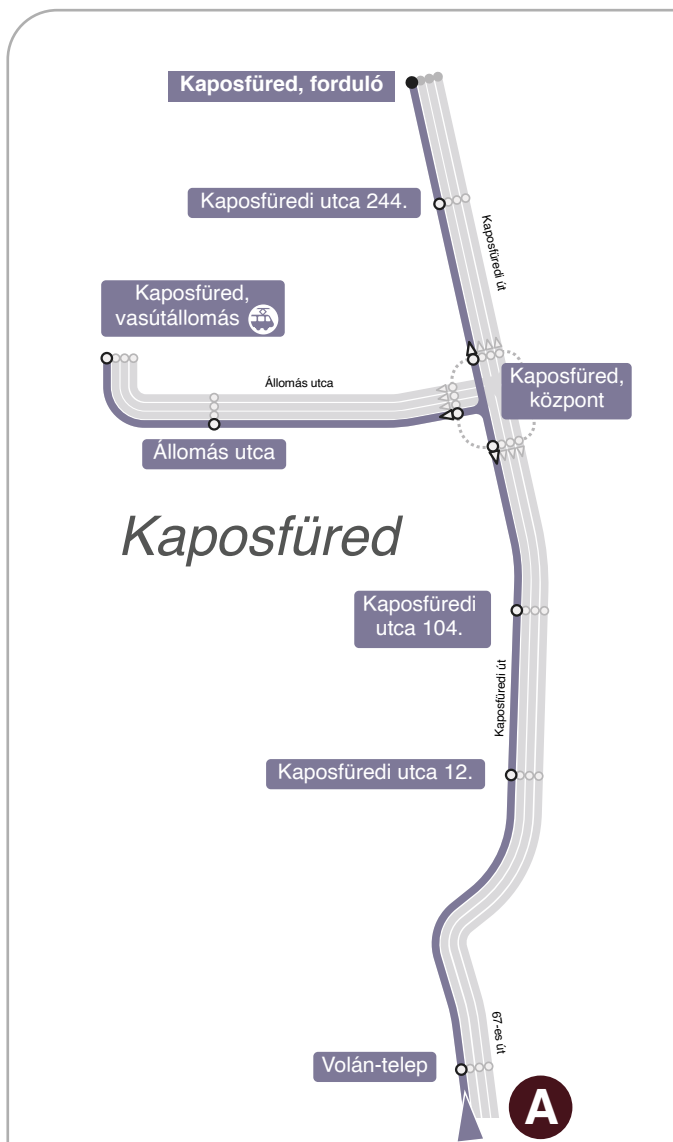 Kaposfüred, forduló
Kaposfüredi utca 244.
Kaposfüredi út
Kaposfüred,
vasútállomás
Állomás utca
Kaposfüred,
központ
Állomás utca
Kaposfüred
Kaposfüredi
utca 104.
Kaposfüredi út
Kaposfüredi utca 12.
67-es út
Volán-telep
A